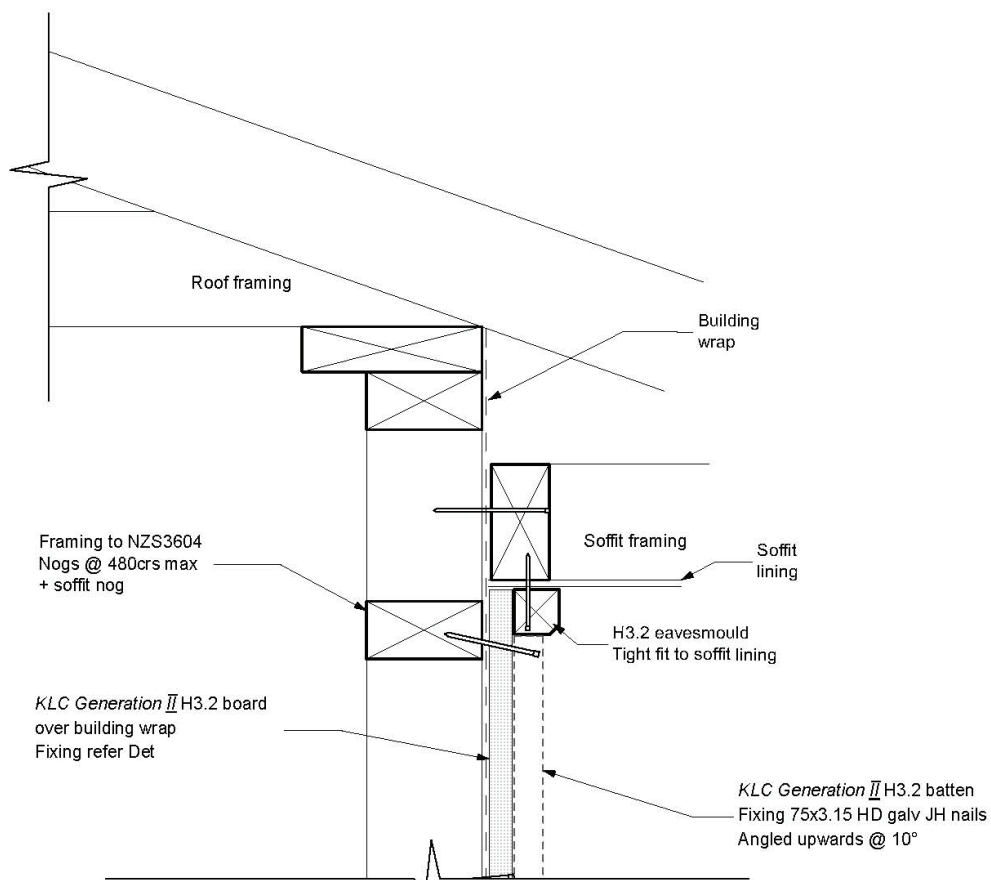 Roof framing
Building
wrap
Framing to NZS3604
Nogs @ 480crs max
+ soffit nog
Soffit framing
Soffit
lining
H3.2 eavesmould
Tight fit to soffit lining
KLC Generation II H3.2 board
over building wrap
Fixing refer Det
KLC Generation II H3.2 batten
Fixing 75x3.15 HD galv JH nails
Angled upwards @ 10°